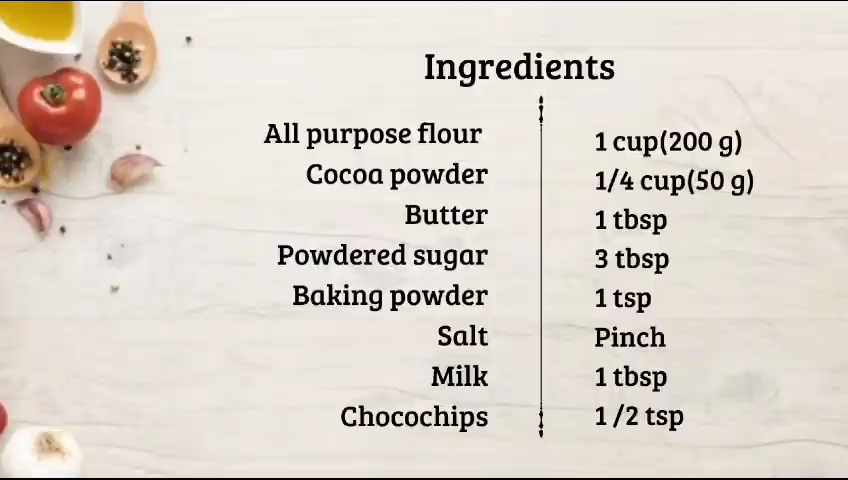 Ingredients
All purpose flour 1 cup(200 g)
Cocoa powder 1/4 cup(50 g)
Butter 1 tbsp
Powdered sugar 3 tbsp
Baking powder 1 tsp
Salt Pinch
Milk 1 tbsp
Chocochips 1 /2 tsp